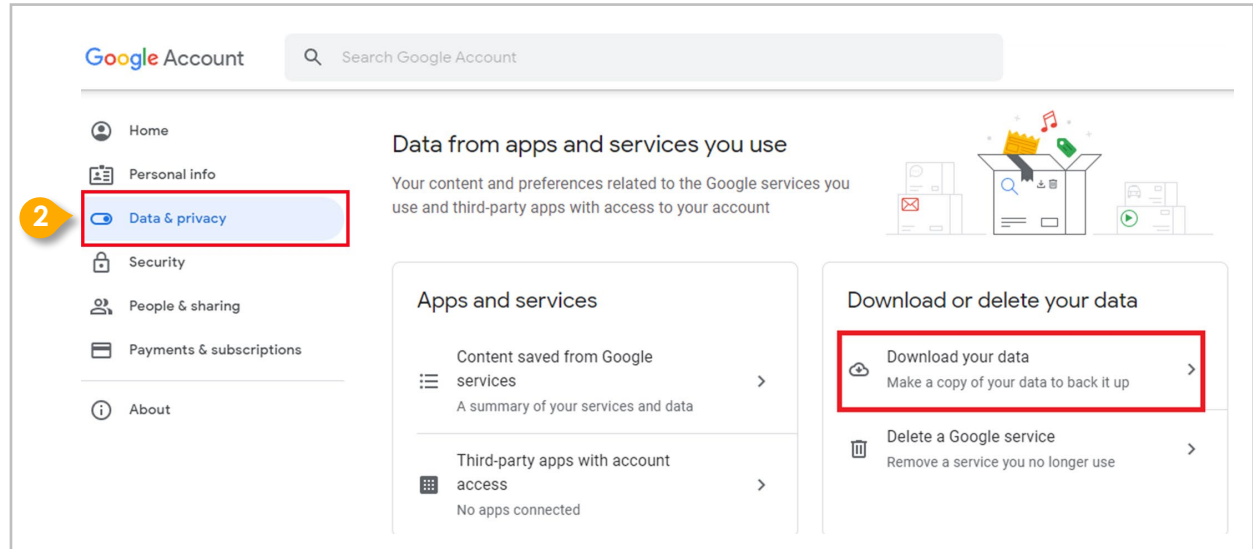 Google Account
Search Google Account
Home
Personal info
2
Data & privacy
Security
People & sharing
Payments & subscriptions
About
Data from apps and services you use
Your content and preferences related to the Google services you
use and third-party apps with access to your account
Apps and services
Content saved from Google
services
A summary of your services and data
Third-party apps with account
access
No apps connected
Download or delete your data
Download your data
Make a copy of your data to back it up
Delete a Google service
Remove a service you no longer use